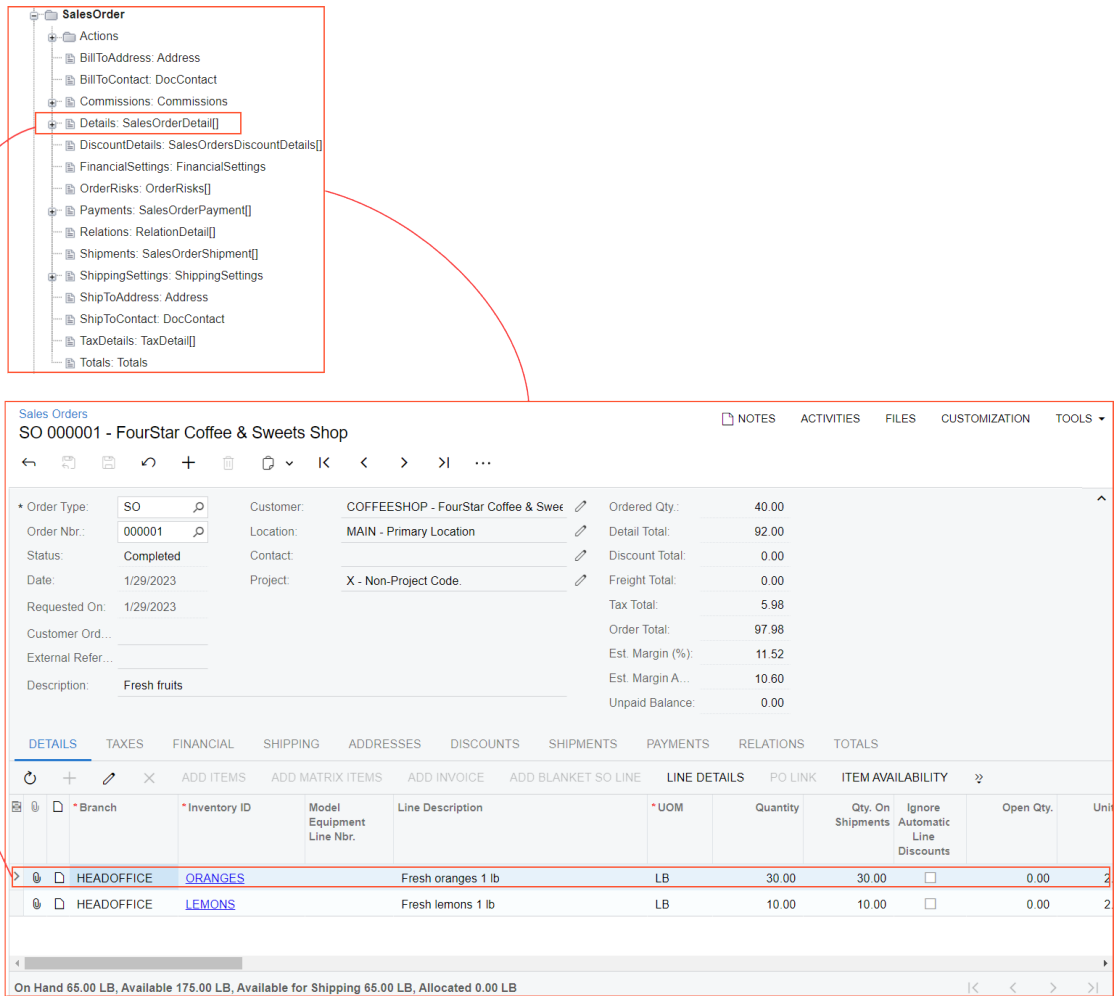 SalesOrder
Actions
BillToAddress: Address
BillToContact: DocContact
Commissions: Commissions
Details: SalesOrderDetail[]
DiscountDetails: SalesOrdersDiscountDetails[]
FinancialSettings: FinancialSettings
OrderRisks: OrderRisks[]
Payments: SalesOrderPayment[]
Relations: RelationDetail[]
Shipments: SalesOrderShipment[]
ShippingSettings: ShippingSettings
ShipToAddress: Address
ShipToContact: DocContact
TaxDetails: TaxDetail[]
Totals: Totals
Sales Orders NOTES ACTIVITIES FILES CUSTOMIZATION TOOLS
SO 000001 - FourStar Coffee & Sweets Shop
* Order Type: SO Customer: COFFEESHOP - FourStar Coffee & Swee Ordered Qty.: 40.00
Order Nbr.: 000001 Location: MAIN - Primary Location Detail Total: 92.00
Status: Completed Contact: Discount Total: 0.00
Date: 1/29/2023 Project: X - Non-Project Code. Freight Total: 0.00
Requested On: 1/29/2023 Tax Total: 5.98
Customer Ord... Order Total: 97.98
External Refer... Est. Margin (%): 11.52
Description: Fresh fruits Est. Margin A... 10.60
Unpaid Balance: 0.00
DETAILS TAXES FINANCIAL SHIPPING ADDRESSES DISCOUNTS SHIPMENTS PAYMENTS RELATIONS TOTALS
ADD ITEMS ADD MATRIX ITEMS ADD INVOICE ADD BLANKET SO LINE LINE DETAILS PO LINK ITEM AVAILABILITY
* Branch * Inventory ID Model Equipment Line Nbr. Line Description * UOM Quantity Qty. On Shipments Ignore Automatic Line Discounts Open Qty. Unit
HEADOFFICE ORANGES Fresh oranges 1 lb LB 30.00 30.00 0.00 2.
HEADOFFICE LEMONS Fresh lemons 1 lb LB 10.00 10.00 0.00 2.
On Hand 65.00 LB, Available 175.00 LB, Available for Shipping 65.00 LB, Allocated 0.00 LB